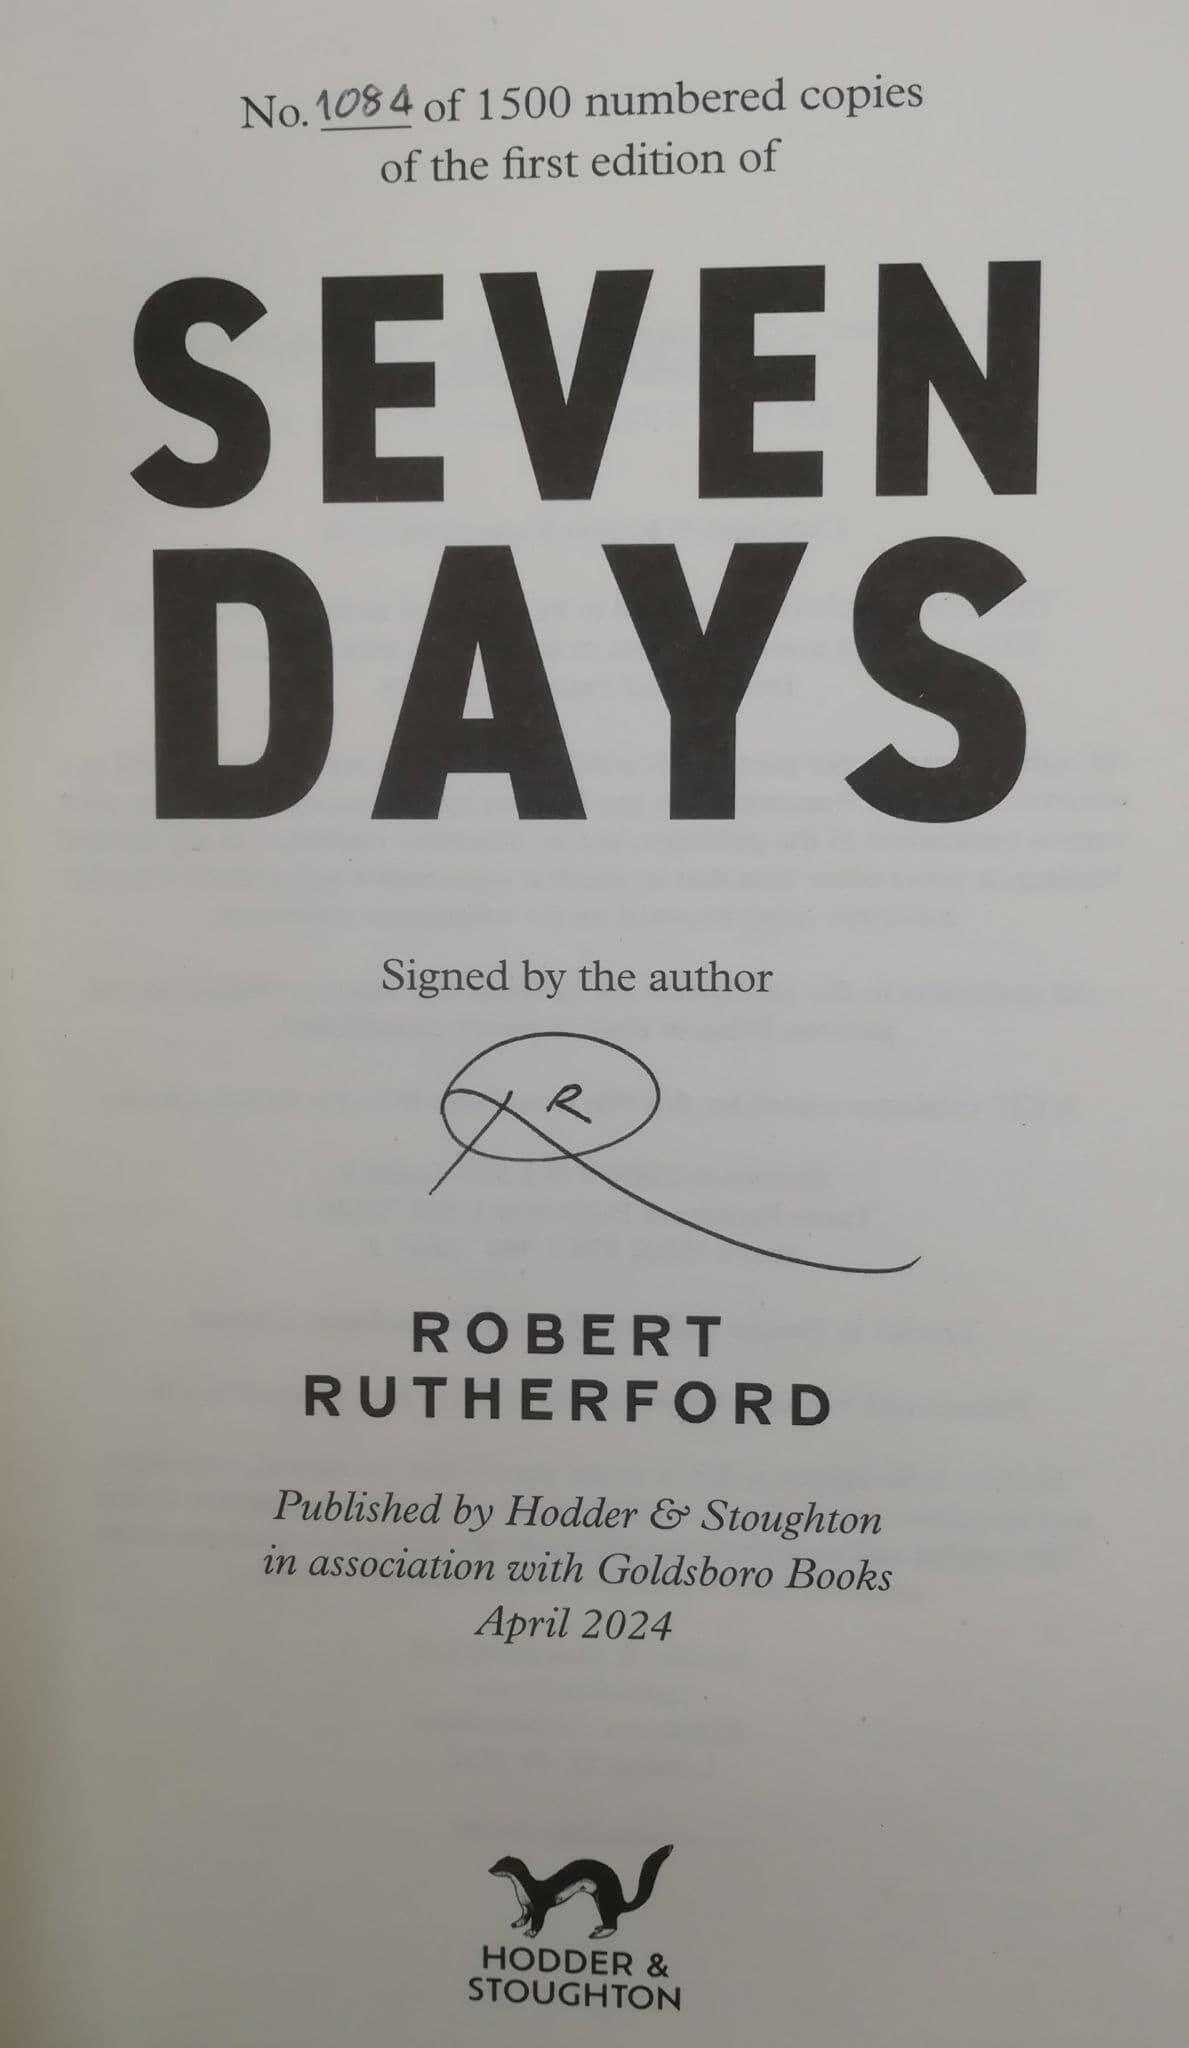 No. 1084 of 1500 numbered copies
of the first edition of
SEVEN
DAYS
Signed by the author
R
ROBERT
RUTHERFORD
Published by Hodder & Stoughton
in association with Goldsboro Books
April 2024
HODDER &
STOUGHTON